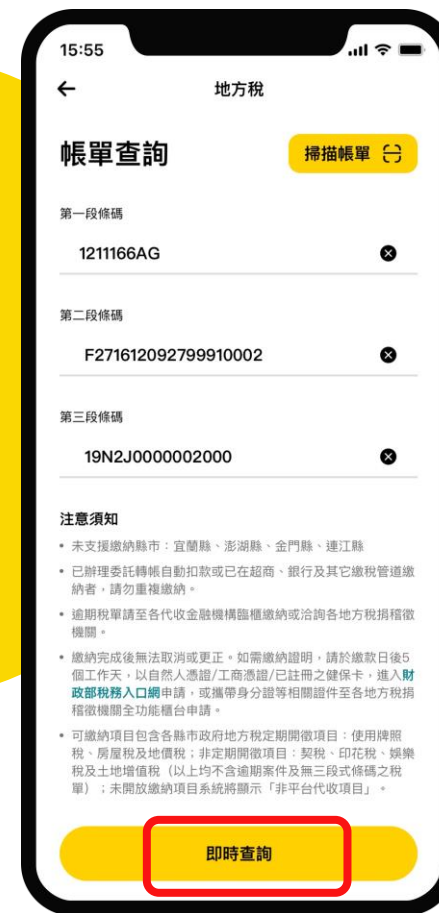 15:55
地方稅
帳單查詢
掃描帳單
第一段條碼
1211166AG
第二段條碼
F271612092799910002
第三段條碼
19N2J0000002000
注意須知
• 未支援繳納縣市：宜蘭縣、澎湖縣、金門縣、連江縣
• 已辦理委託轉帳自動扣款或已在超商、銀行及其它繳稅管道繳
納者，請勿重複繳納。
• 逾期稅單請至各代收金融機構臨櫃繳納或洽詢各地方稅捐稽徵
機關。
• 繳納完成後無法取消或更正。如需繳納證明，請於繳款日後5
個工作天，以自然人憑證/工商憑證/已註冊之健保卡，進入財
政部稅務入口網申請，或攜帶身分證等相關證件至各地方稅捐
稽徵機關全功能櫃台申請。
• 可繳納項目包含各縣市政府地方稅定期開徵項目：使用牌照
稅、房屋稅及地價稅；非定期開徵項目：契稅、印花稅、娛樂
稅及土地增值稅（以上均不含逾期案件及無三段式條碼之稅
單）；未開放繳納項目系統將顯示「非平台代收項目」。
即時查詢